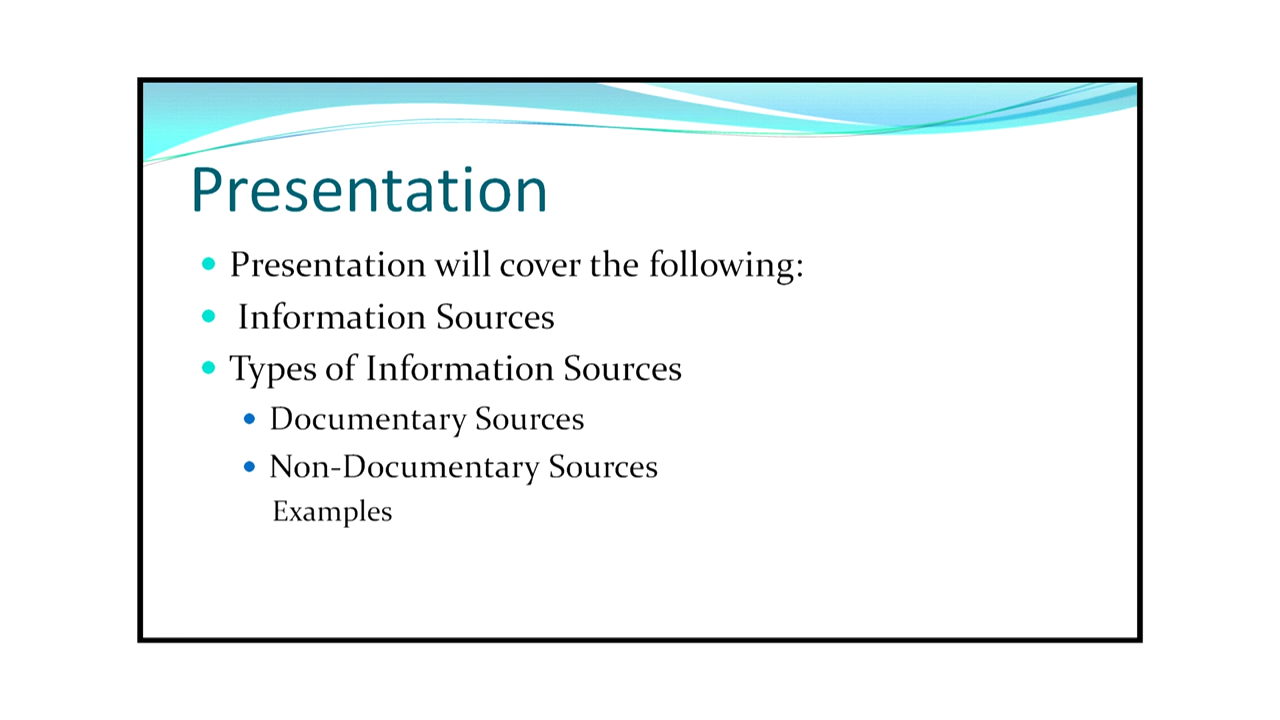 Presentation
Presentation will cover the following:
Information Sources
Types of Information Sources
Documentary Sources
Non-Documentary Sources
Examples